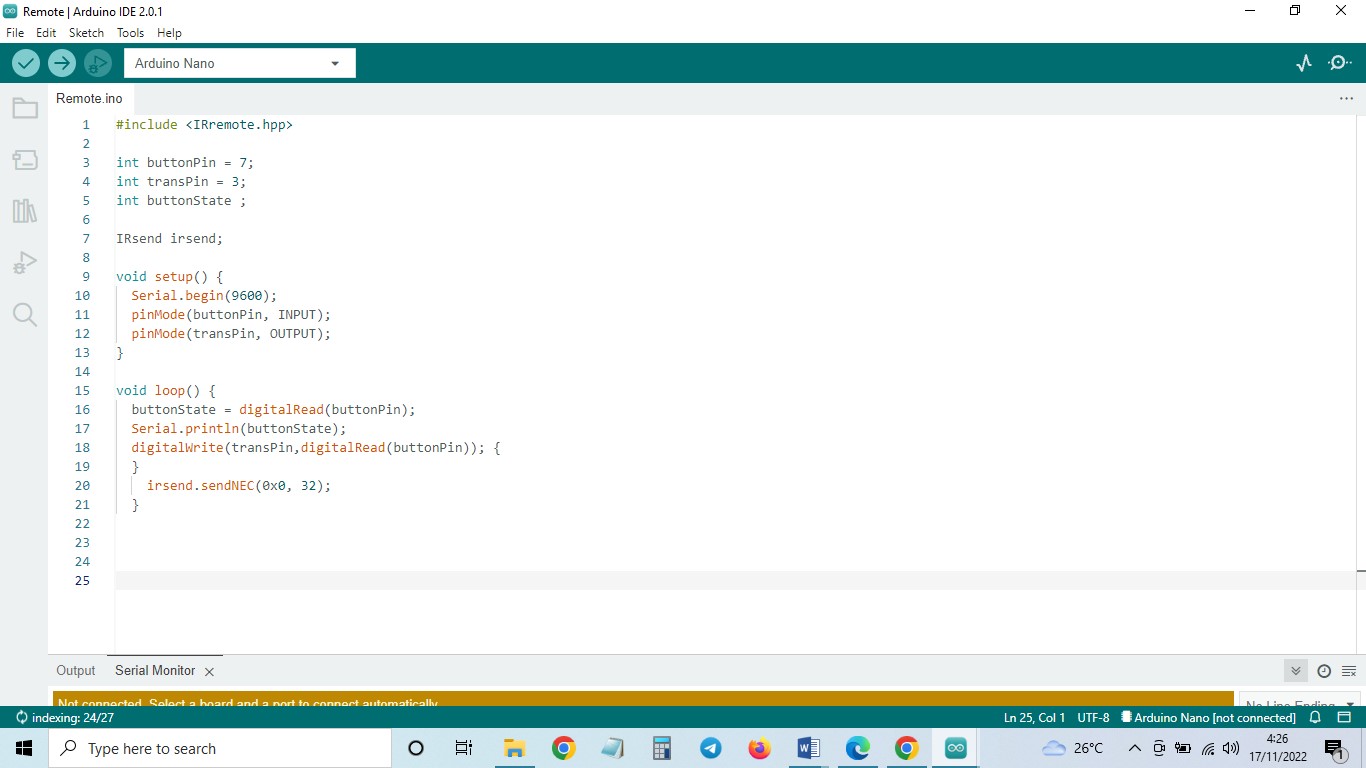 Remote | Arduino IDE 2.0.1
File Edit Sketch Tools Help
Arduino Nano
Remote.ino
1 #include <IRremote.hpp>
2
3 int buttonPin = 7;
4 int transPin = 3;
5 int buttonState ;
6
7 IRsend irsend;
8
9 void setup() {
10 Serial.begin(9600);
11 pinMode(buttonPin, INPUT);
12 pinMode(transPin, OUTPUT);
13 }
14
15 void loop() {
16 buttonState = digitalRead(buttonPin);
17 Serial.println(buttonState);
18 digitalWrite(transPin,digitalRead(buttonPin)); {
19 }
20 irsend.sendNEC(0x0, 32);
21 }
22
23
24
25
Output Serial Monitor
Not connected. Select a board and a port to connect automatically.
No Line Ending
indexing: 24/27 Ln 25, Col 1 UTF-8 Arduino Nano [not connected]
Type here to search
W
26°C
4:26
17/11/2022
1